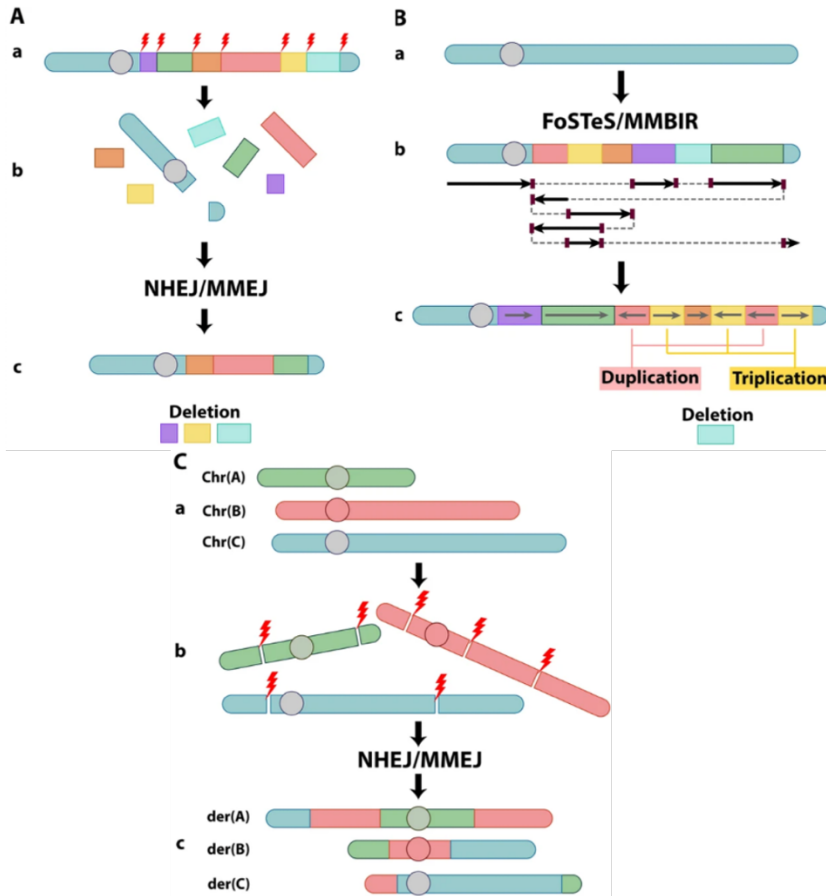 A
a
b
NHEJ/MMEJ
c
Deletion
B
a
FoSTeS/MMBIR
b
c
Duplication Triplication
Deletion
C
Chr(A)
a Chr(B)
Chr(C)
b
NHEJ/MMEJ
der(A)
c der(B)
der(C)